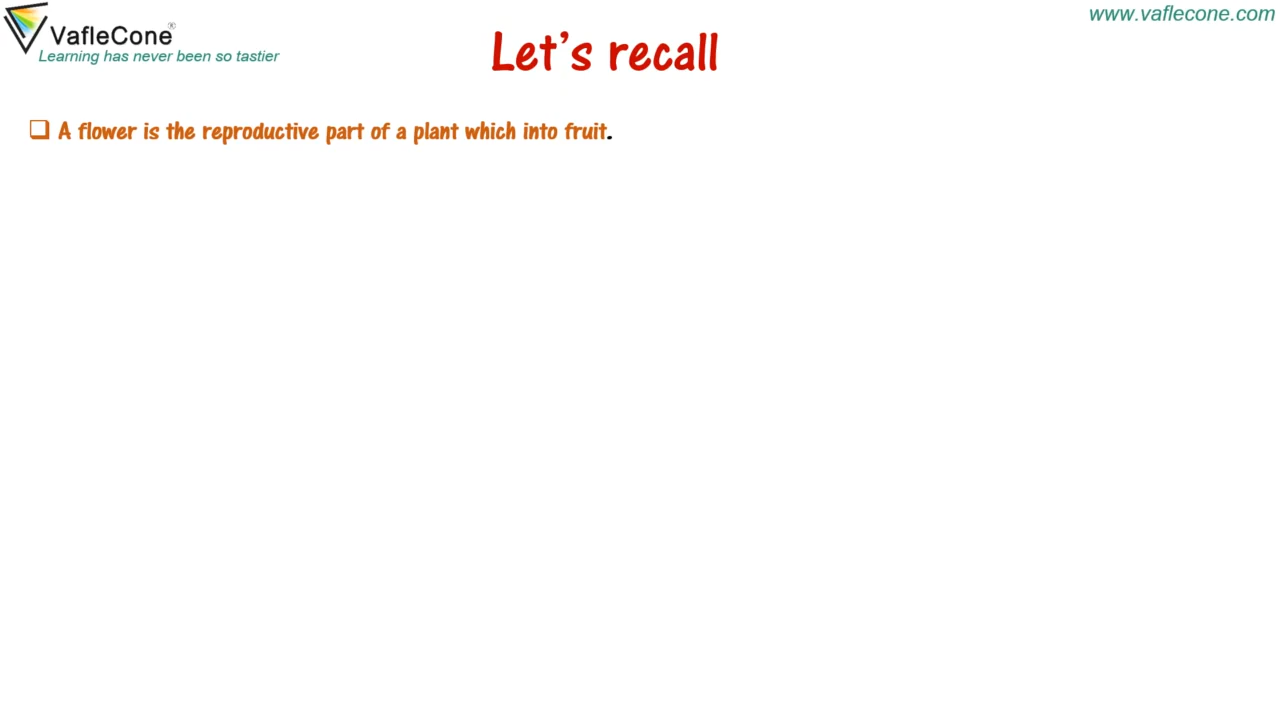 VafleCone®
Learning has never been so tastier
www.vaflecone.com
Let's recall
❑ A flower is the reproductive part of a plant which into fruit.